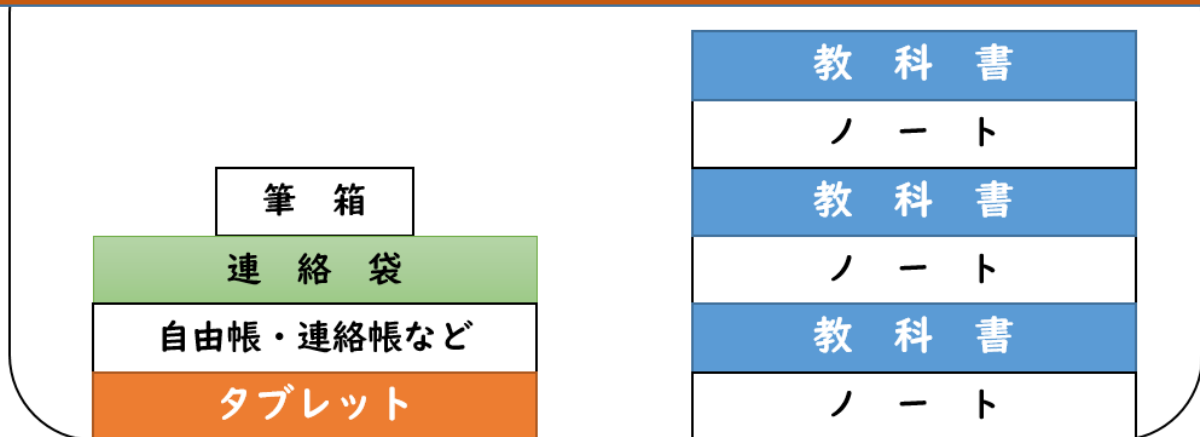 筆 箱
連 絡 袋
自由帳・連絡帳など
タブレット
教 科 書
ノ ー ト
教 科 書
ノ ー ト
教 科 書
ノ ー ト